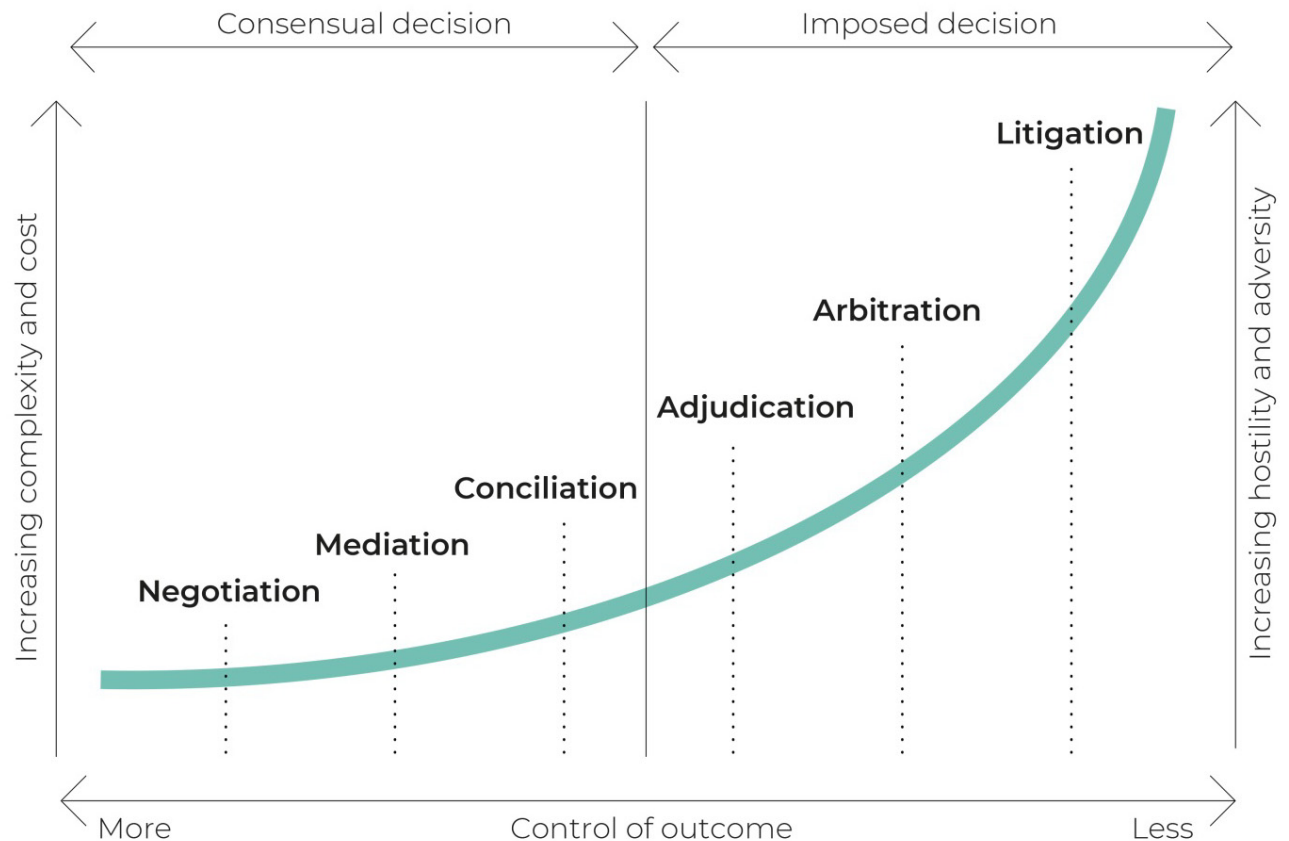 Consensual decision
Imposed decision
Increasing complexity and cost
Litigation
Arbitration
Adjudication
Conciliation
Mediation
Negotiation
Increasing hostility and adversity
More
Control of outcome
Less